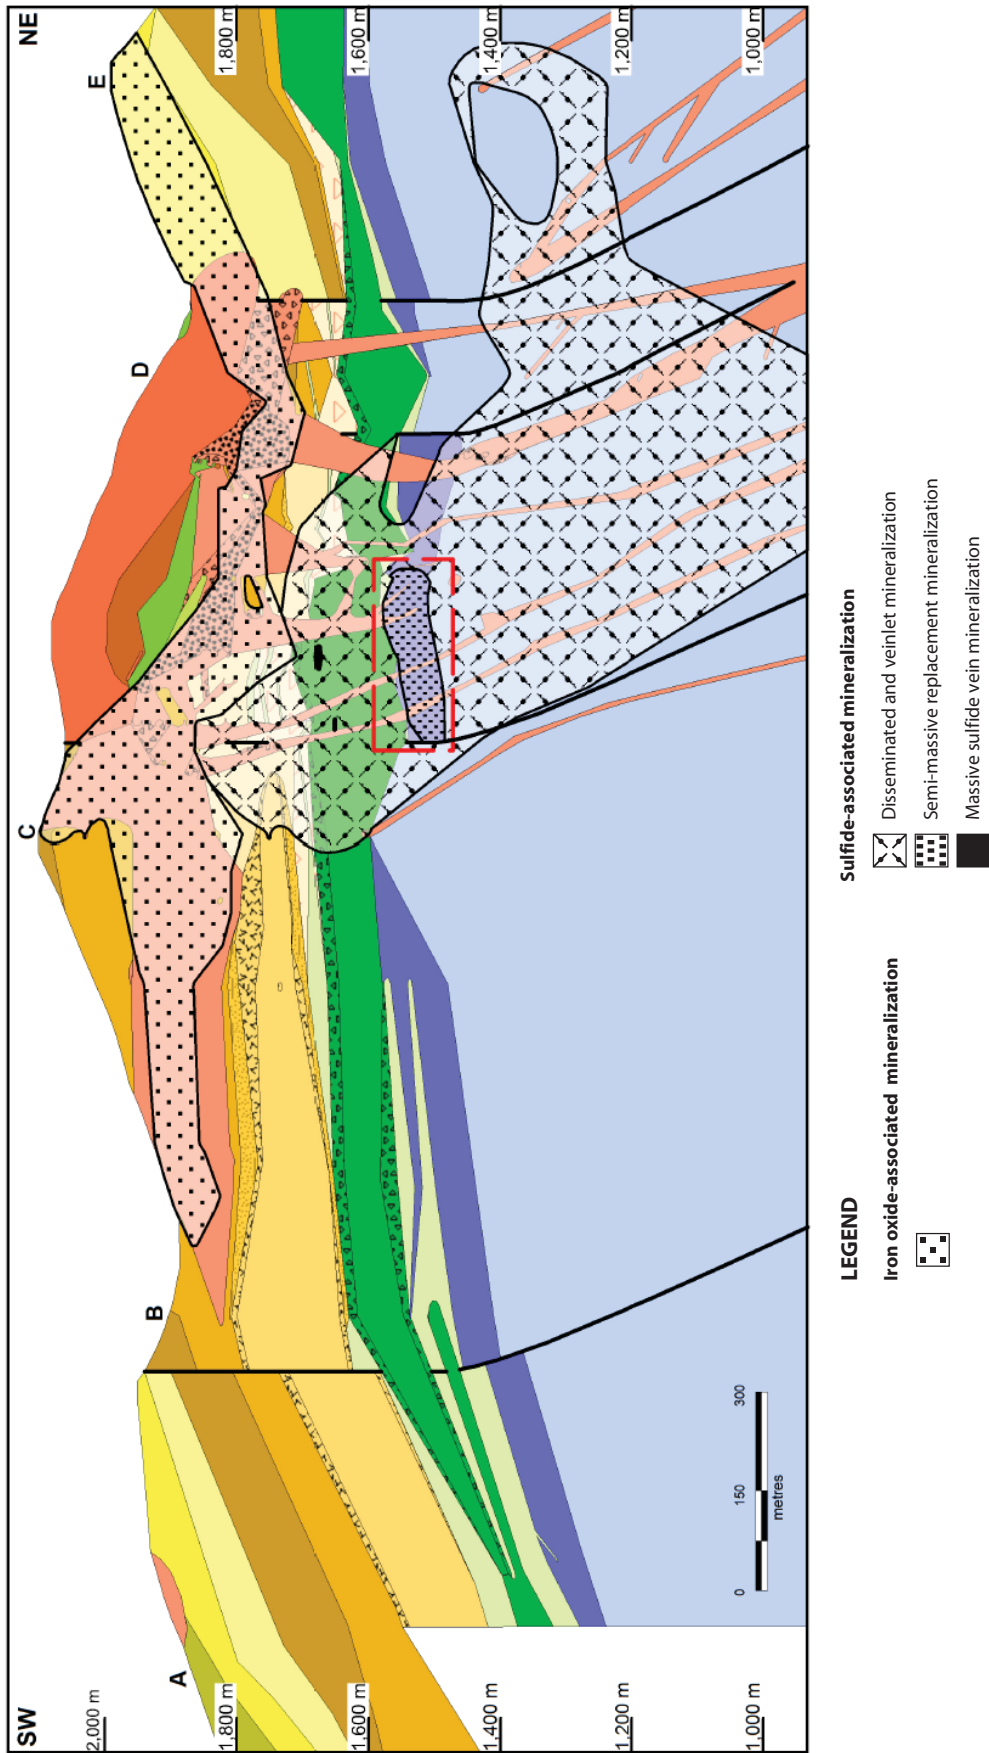 SW
NE
A
B
C
D
E
2,000 m
1,800 m
1,600 m
1,400 m
1,200 m
1,000 m
1,800 m
1,600 m
1,400 m
1,200 m
1,000 m
0 150 300
metres
LEGEND
Iron oxide-associated mineralization
Sulfide-associated mineralization
Disseminated and veinlet mineralization
Semi-massive replacement mineralization
Massive sulfide vein mineralization